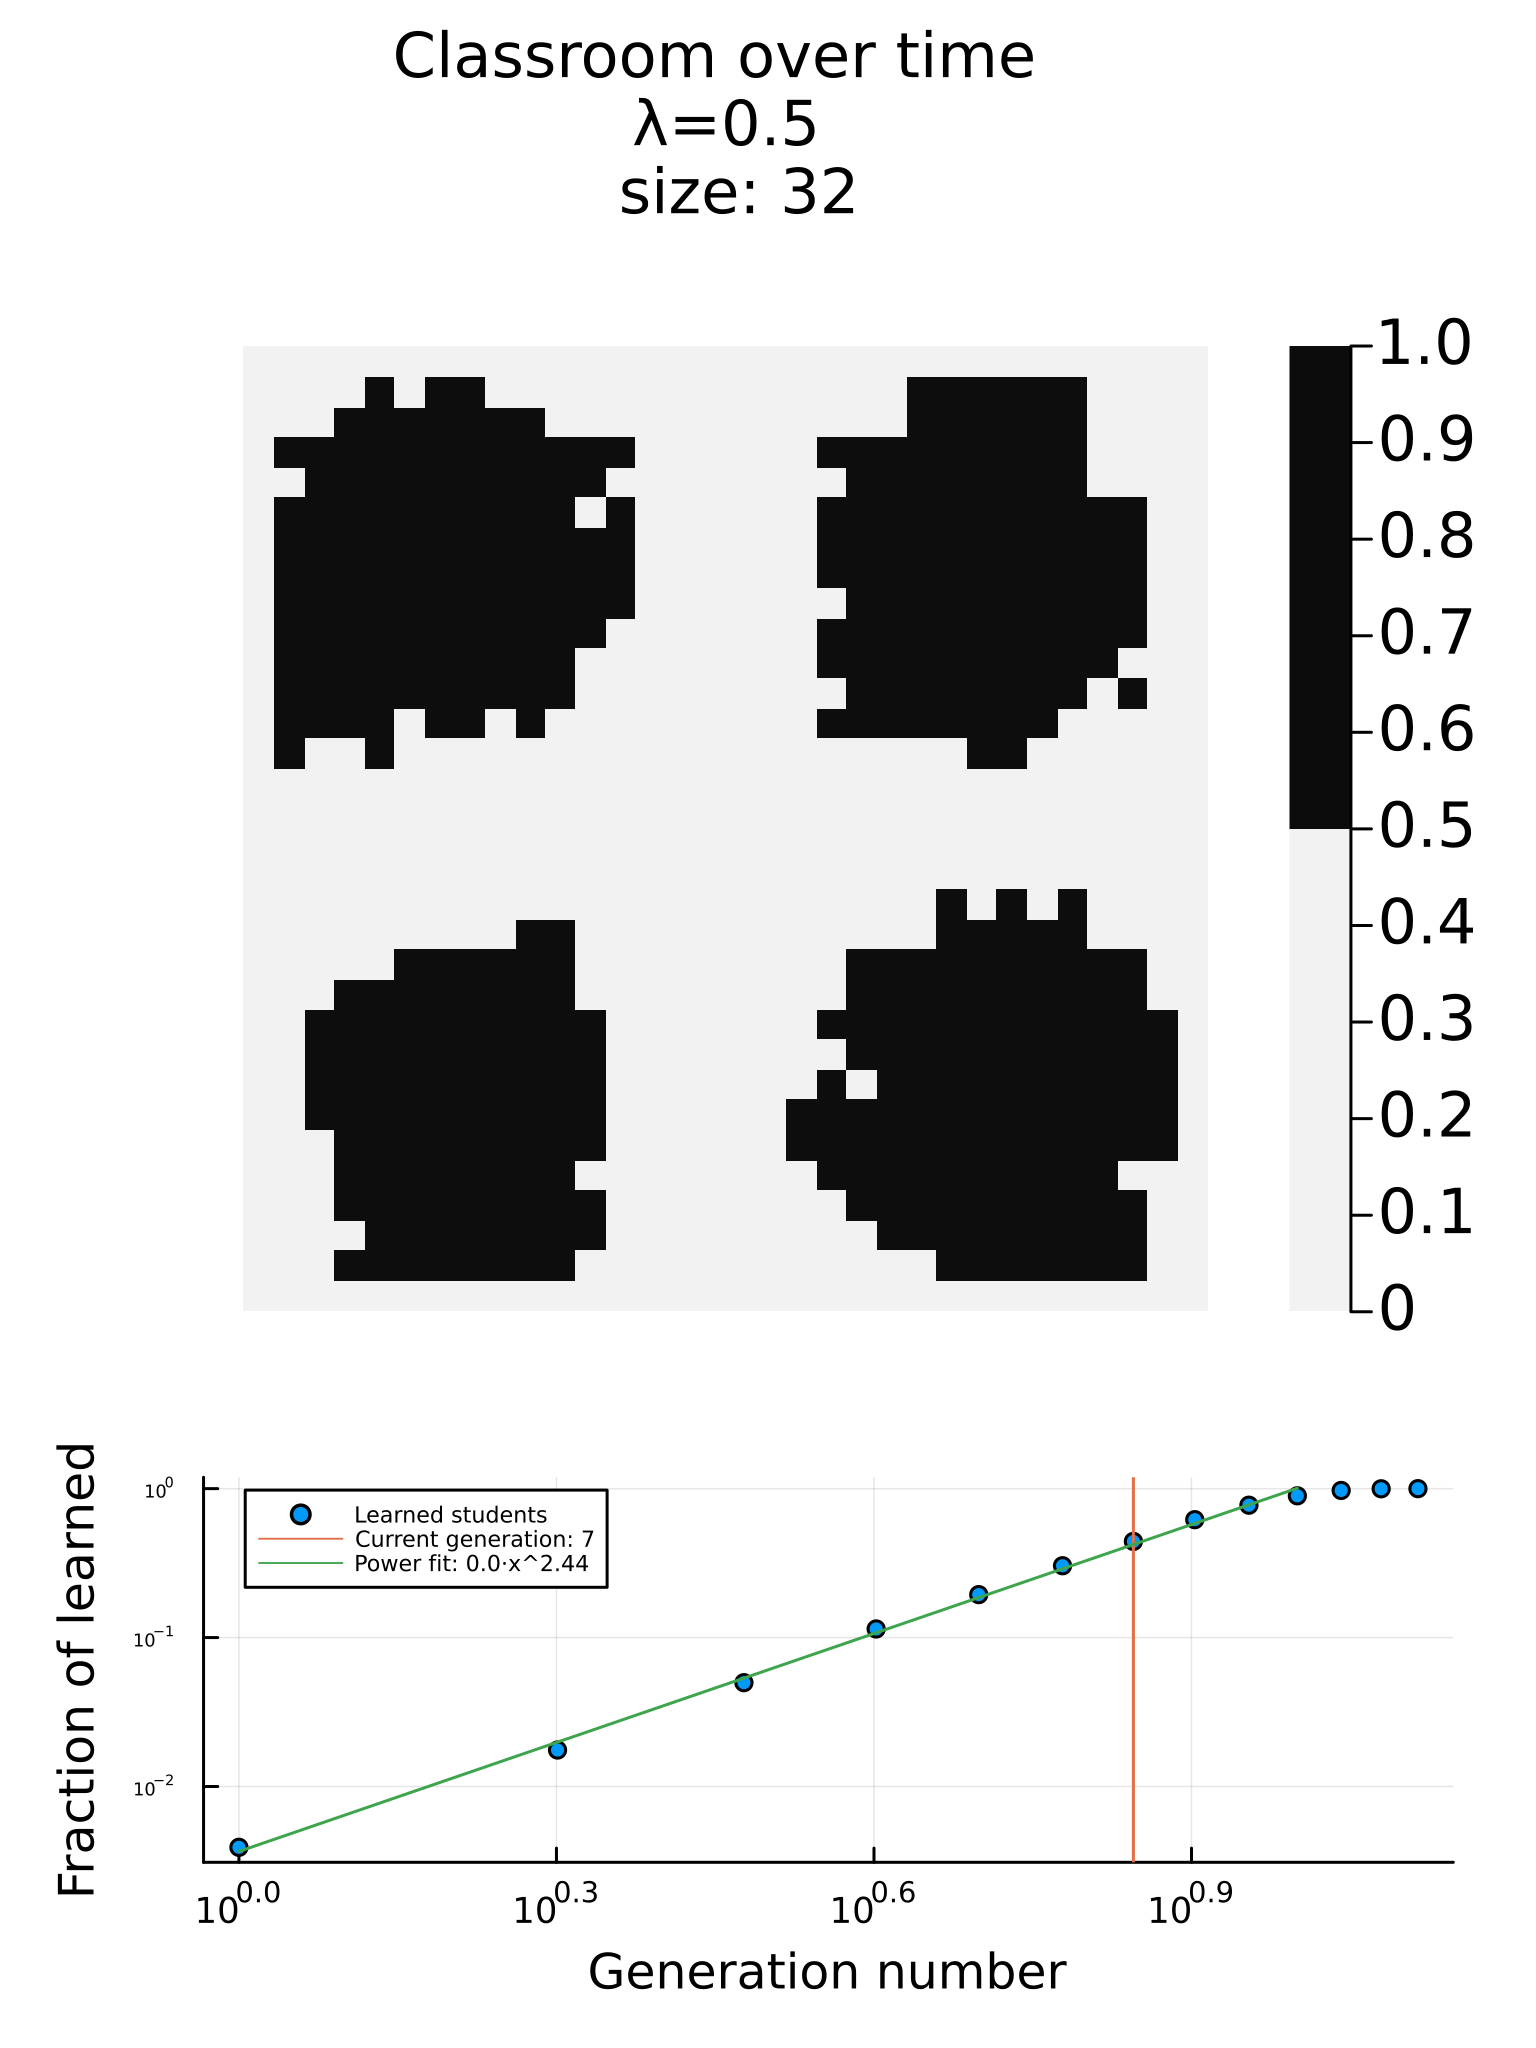 Classroom over time
λ=0.5
size: 32
1.0
0.9
0.8
0.7
0.6
0.5
0.4
0.3
0.2
0.1
0
Fraction of learned
10⁰
10⁻¹
10⁻²
Learned students
Current generation: 7
Power fit: 0.0·x^2.44
10^0.0
10^0.3
10^0.6
10^0.9
Generation number